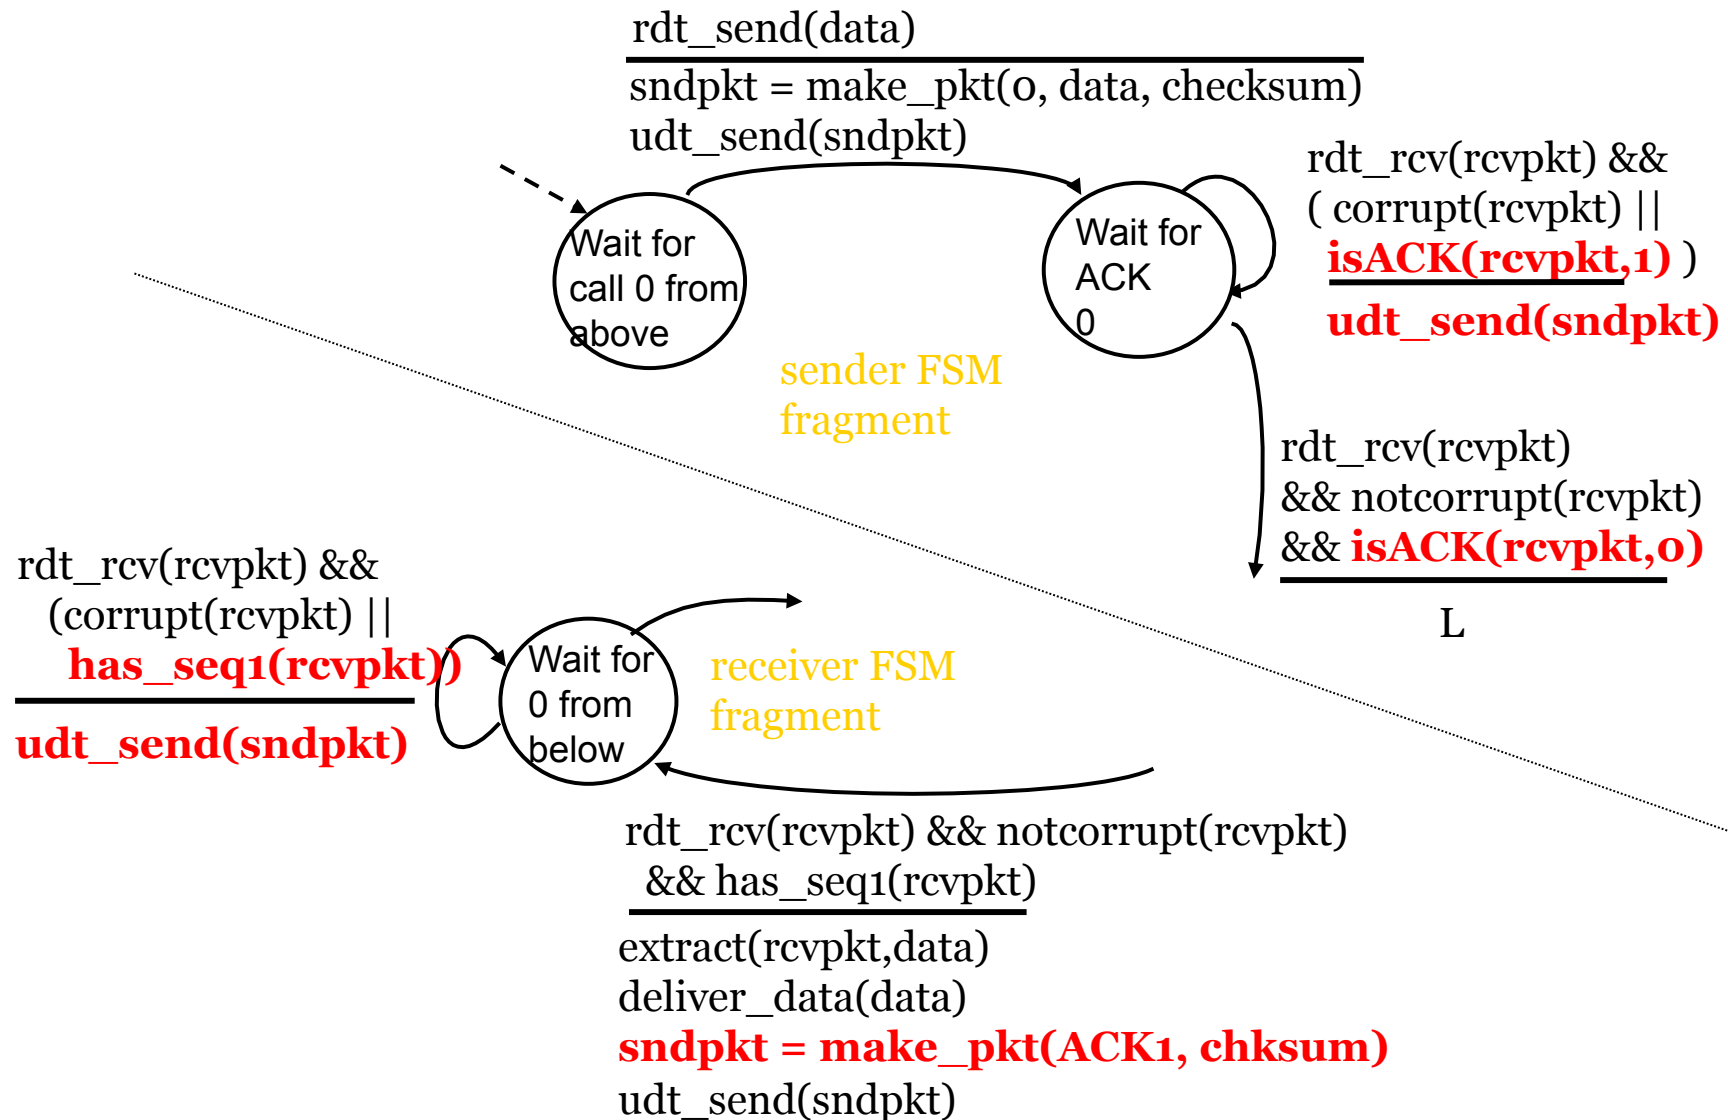 rdt_send(data)
sndpkt = make_pkt(0, data, checksum)
udt_send(sndpkt)
rdt_rcv(rcvpkt) &&
( corrupt(rcvpkt) ||
isACK(rcvpkt,1) )
udt_send(sndpkt)
Wait for
call 0 from
above
Wait for
ACK
0
sender FSM
fragment
rdt_rcv(rcvpkt)
&& notcorrupt(rcvpkt)
&& isACK(rcvpkt,0)
L
rdt_rcv(rcvpkt) &&
(corrupt(rcvpkt) ||
has_seq1(rcvpkt))
udt_send(sndpkt)
Wait for
0 from
below
receiver FSM
fragment
rdt_rcv(rcvpkt) && notcorrupt(rcvpkt)
&& has_seq1(rcvpkt)
extract(rcvpkt,data)
deliver_data(data)
sndpkt = make_pkt(ACK1, chksum)
udt_send(sndpkt)